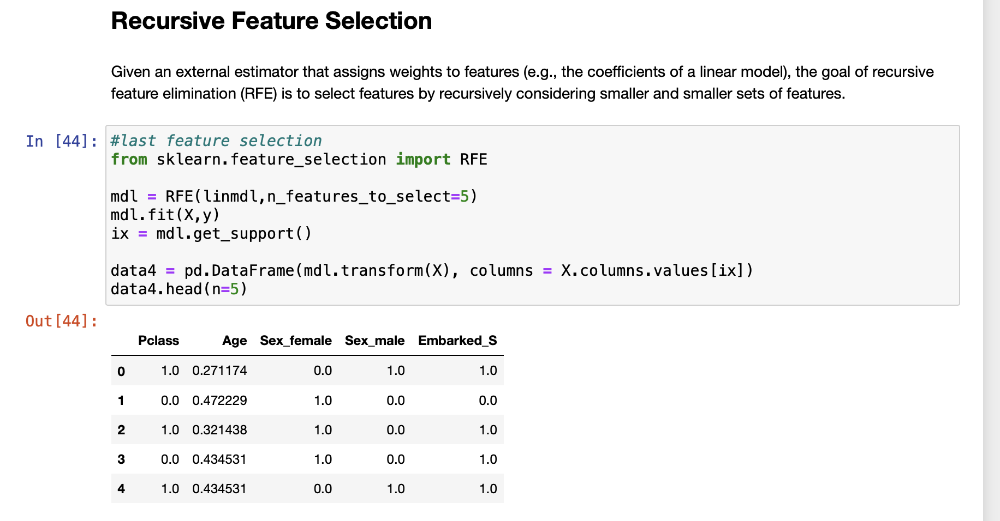 Recursive Feature Selection
Given an external estimator that assigns weights to features (e.g., the coefficients of a linear model), the goal of recursive
feature elimination (RFE) is to select features by recursively considering smaller and smaller sets of features.
In [44]:
#last feature selection
from sklearn.feature_selection import RFE
mdl = RFE(linmdl,n_features_to_select=5)
mdl.fit(X,y)
ix = mdl.get_support()
data4 = pd.DataFrame(mdl.transform(X), columns = X.columns.values[ix])
data4.head(n=5)
Out[44]:
Pclass Age Sex_female Sex_male Embarked_S
0 1.0 0.271174 0.0 1.0 1.0
1 0.0 0.472229 1.0 0.0 0.0
2 1.0 0.321438 1.0 0.0 1.0
3 0.0 0.434531 1.0 0.0 1.0
4 1.0 0.434531 0.0 1.0 1.0